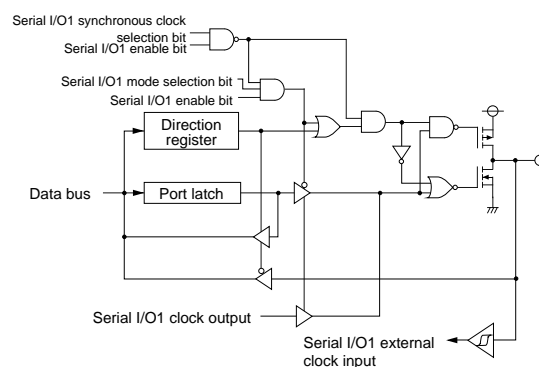 Serial I/O1 synchronous clock
selection bit
Serial I/O1 enable bit
Serial I/O1 mode selection bit
Serial I/O1 enable bit
Direction
register
Data bus
Port latch
Serial I/O1 clock output
Serial I/O1 external
clock input